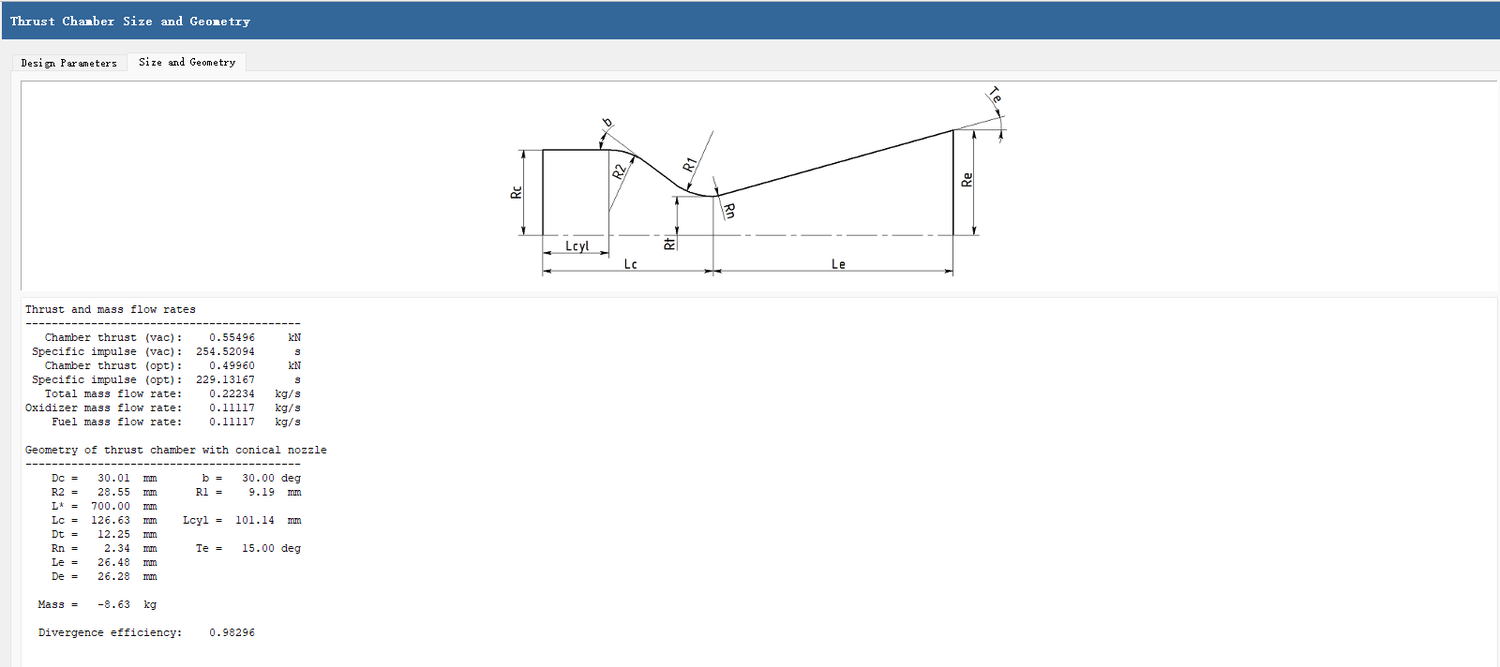 Thrust Chamber Size and Geometry
Design Parameters Size and Geometry
Te
b
R1
R2
Rc
Re
Rn
Rt
Lcyl
Lc Le
Thrust and mass flow rates
------------------------------------------
Chamber thrust (vac): 0.55496 kN
Specific impulse (vac): 254.52094 s
Chamber thrust (opt): 0.49960 kN
Specific impulse (opt): 229.13167 s
Total mass flow rate: 0.22234 kg/s
Oxidizer mass flow rate: 0.11117 kg/s
Fuel mass flow rate: 0.11117 kg/s
Geometry of thrust chamber with conical nozzle
------------------------------------------
Dc = 30.01 mm b = 30.00 deg
R2 = 28.55 mm R1 = 9.19 mm
L* = 700.00 mm
Lc = 126.63 mm Lcyl = 101.14 mm
Dt = 12.25 mm
Rn = 2.34 mm Te = 15.00 deg
Le = 26.48 mm
De = 26.28 mm
Mass = -8.63 kg
Divergence efficiency: 0.98296